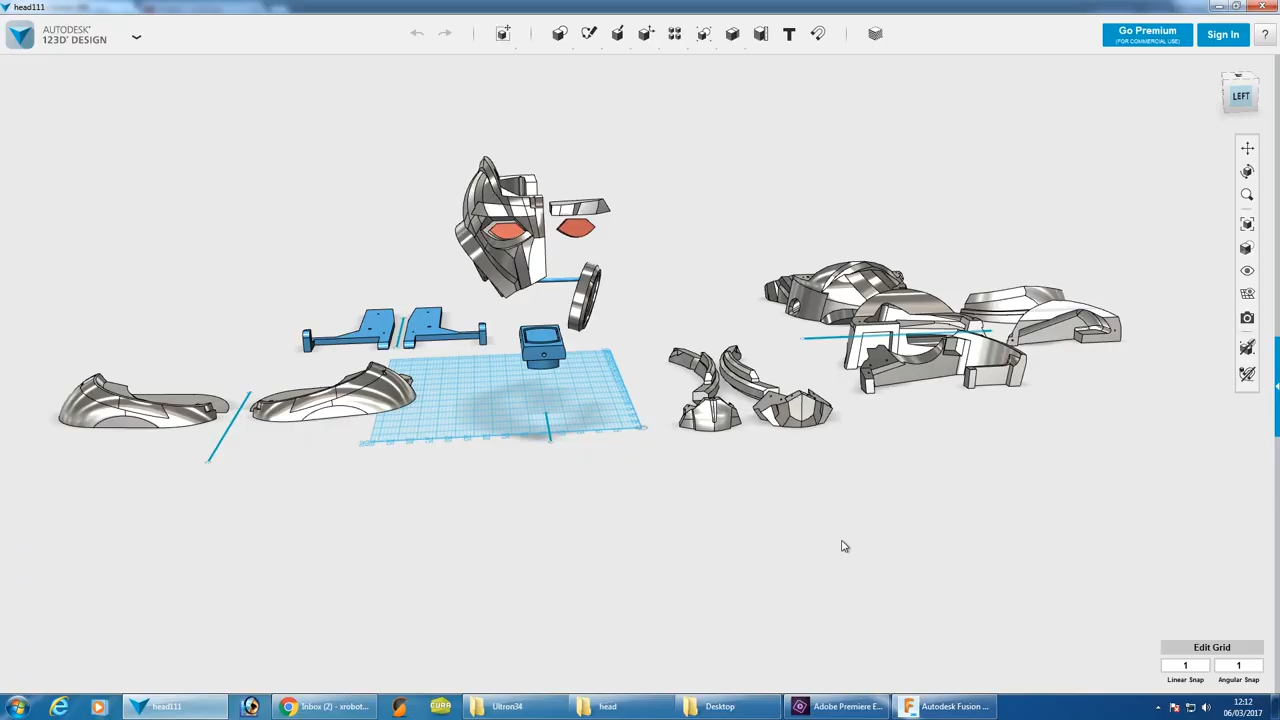 head111
AUTODESK®
123D® DESIGN
T
Go Premium
(FOR COMMERCIAL USE)
Sign In
?
LEFT
Edit Grid
1
1
Linear Snap
Angular Snap
head111
Inbox (2) - xrobot...
CURA
Ultron34
head
Desktop
Adobe Premiere E...
Autodesk Fusion ...
12:12
06/03/2017